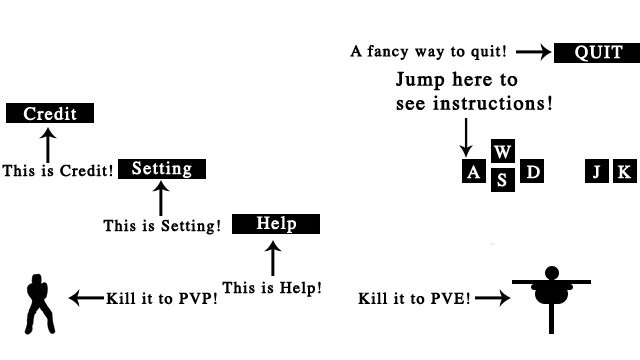 A fancy way to quit!
QUIT
Jump here to
see instructions!
Credit
This is Credit!
Setting
This is Setting!
Help
This is Help!
W
A
S
D
J
K
Kill it to PVP!
Kill it to PVE!